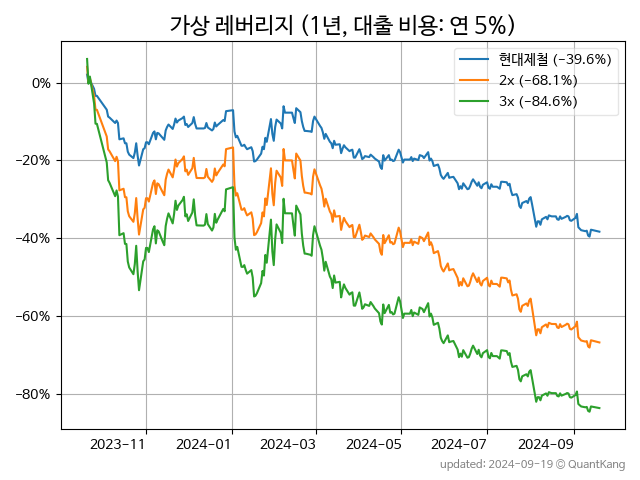 가상 레버리지 (1년, 대출 비용: 연 5%)
현대제철 (−39.6%)
2x (−68.1%)
3x (−84.6%)
0%
−20%
−40%
−60%
−80%
2023−11 2024−01 2024−03 2024−05 2024−07 2024−09
updated: 2024−09−19 © QuantKang